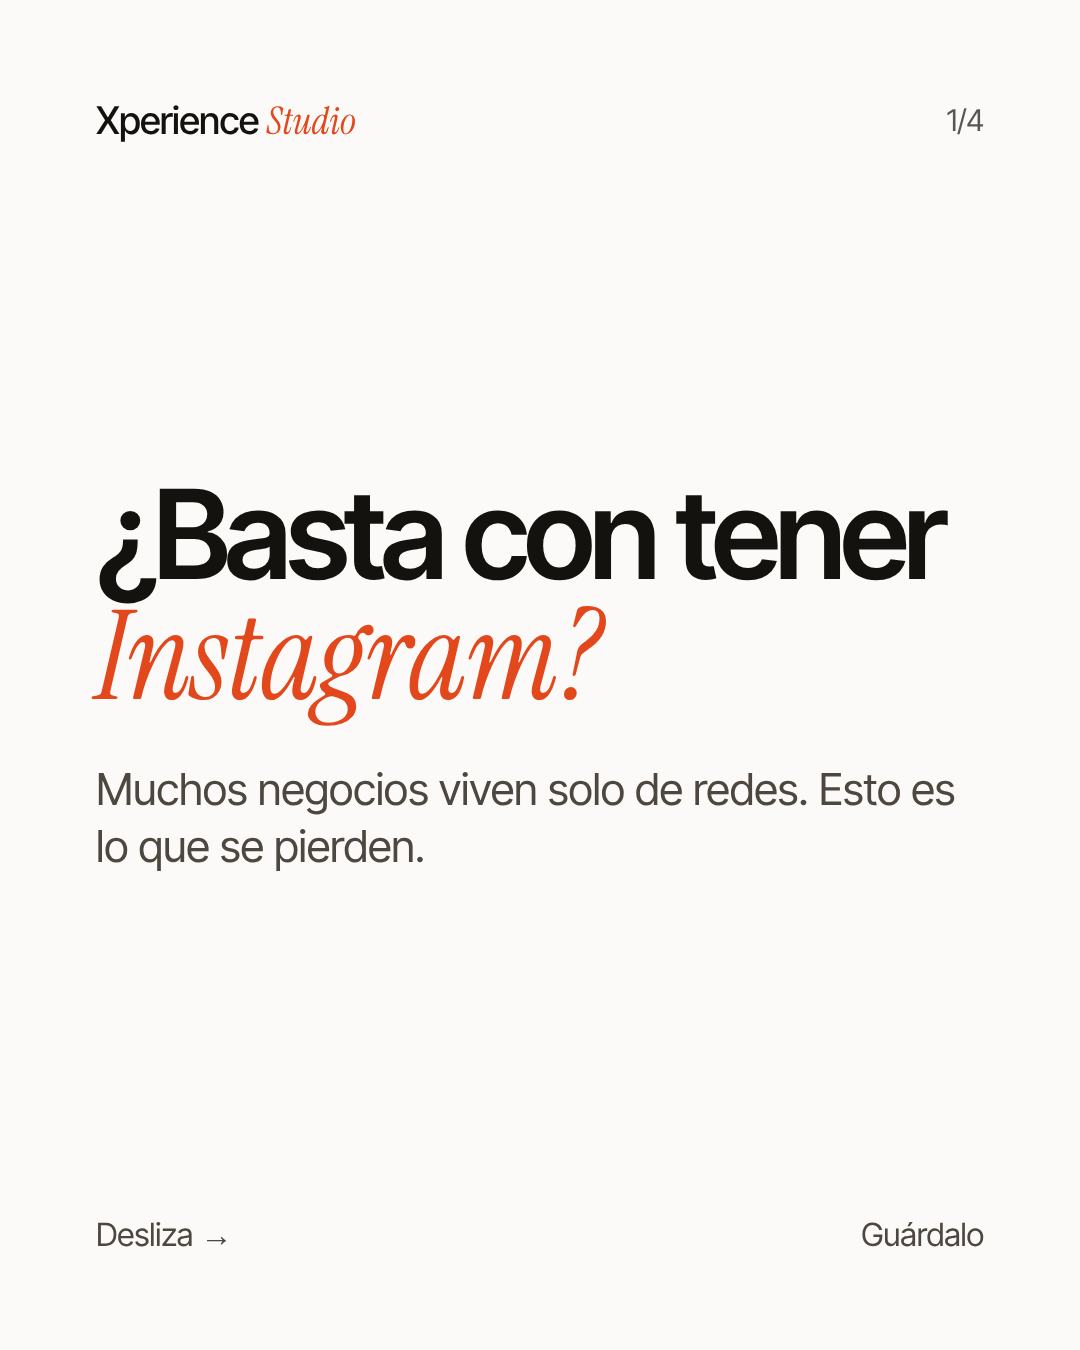 Xperience Studio
1/4
¿Basta con tener
Instagram?
Muchos negocios viven solo de redes. Esto es
lo que se pierden.
Desliza →
Guárdalo